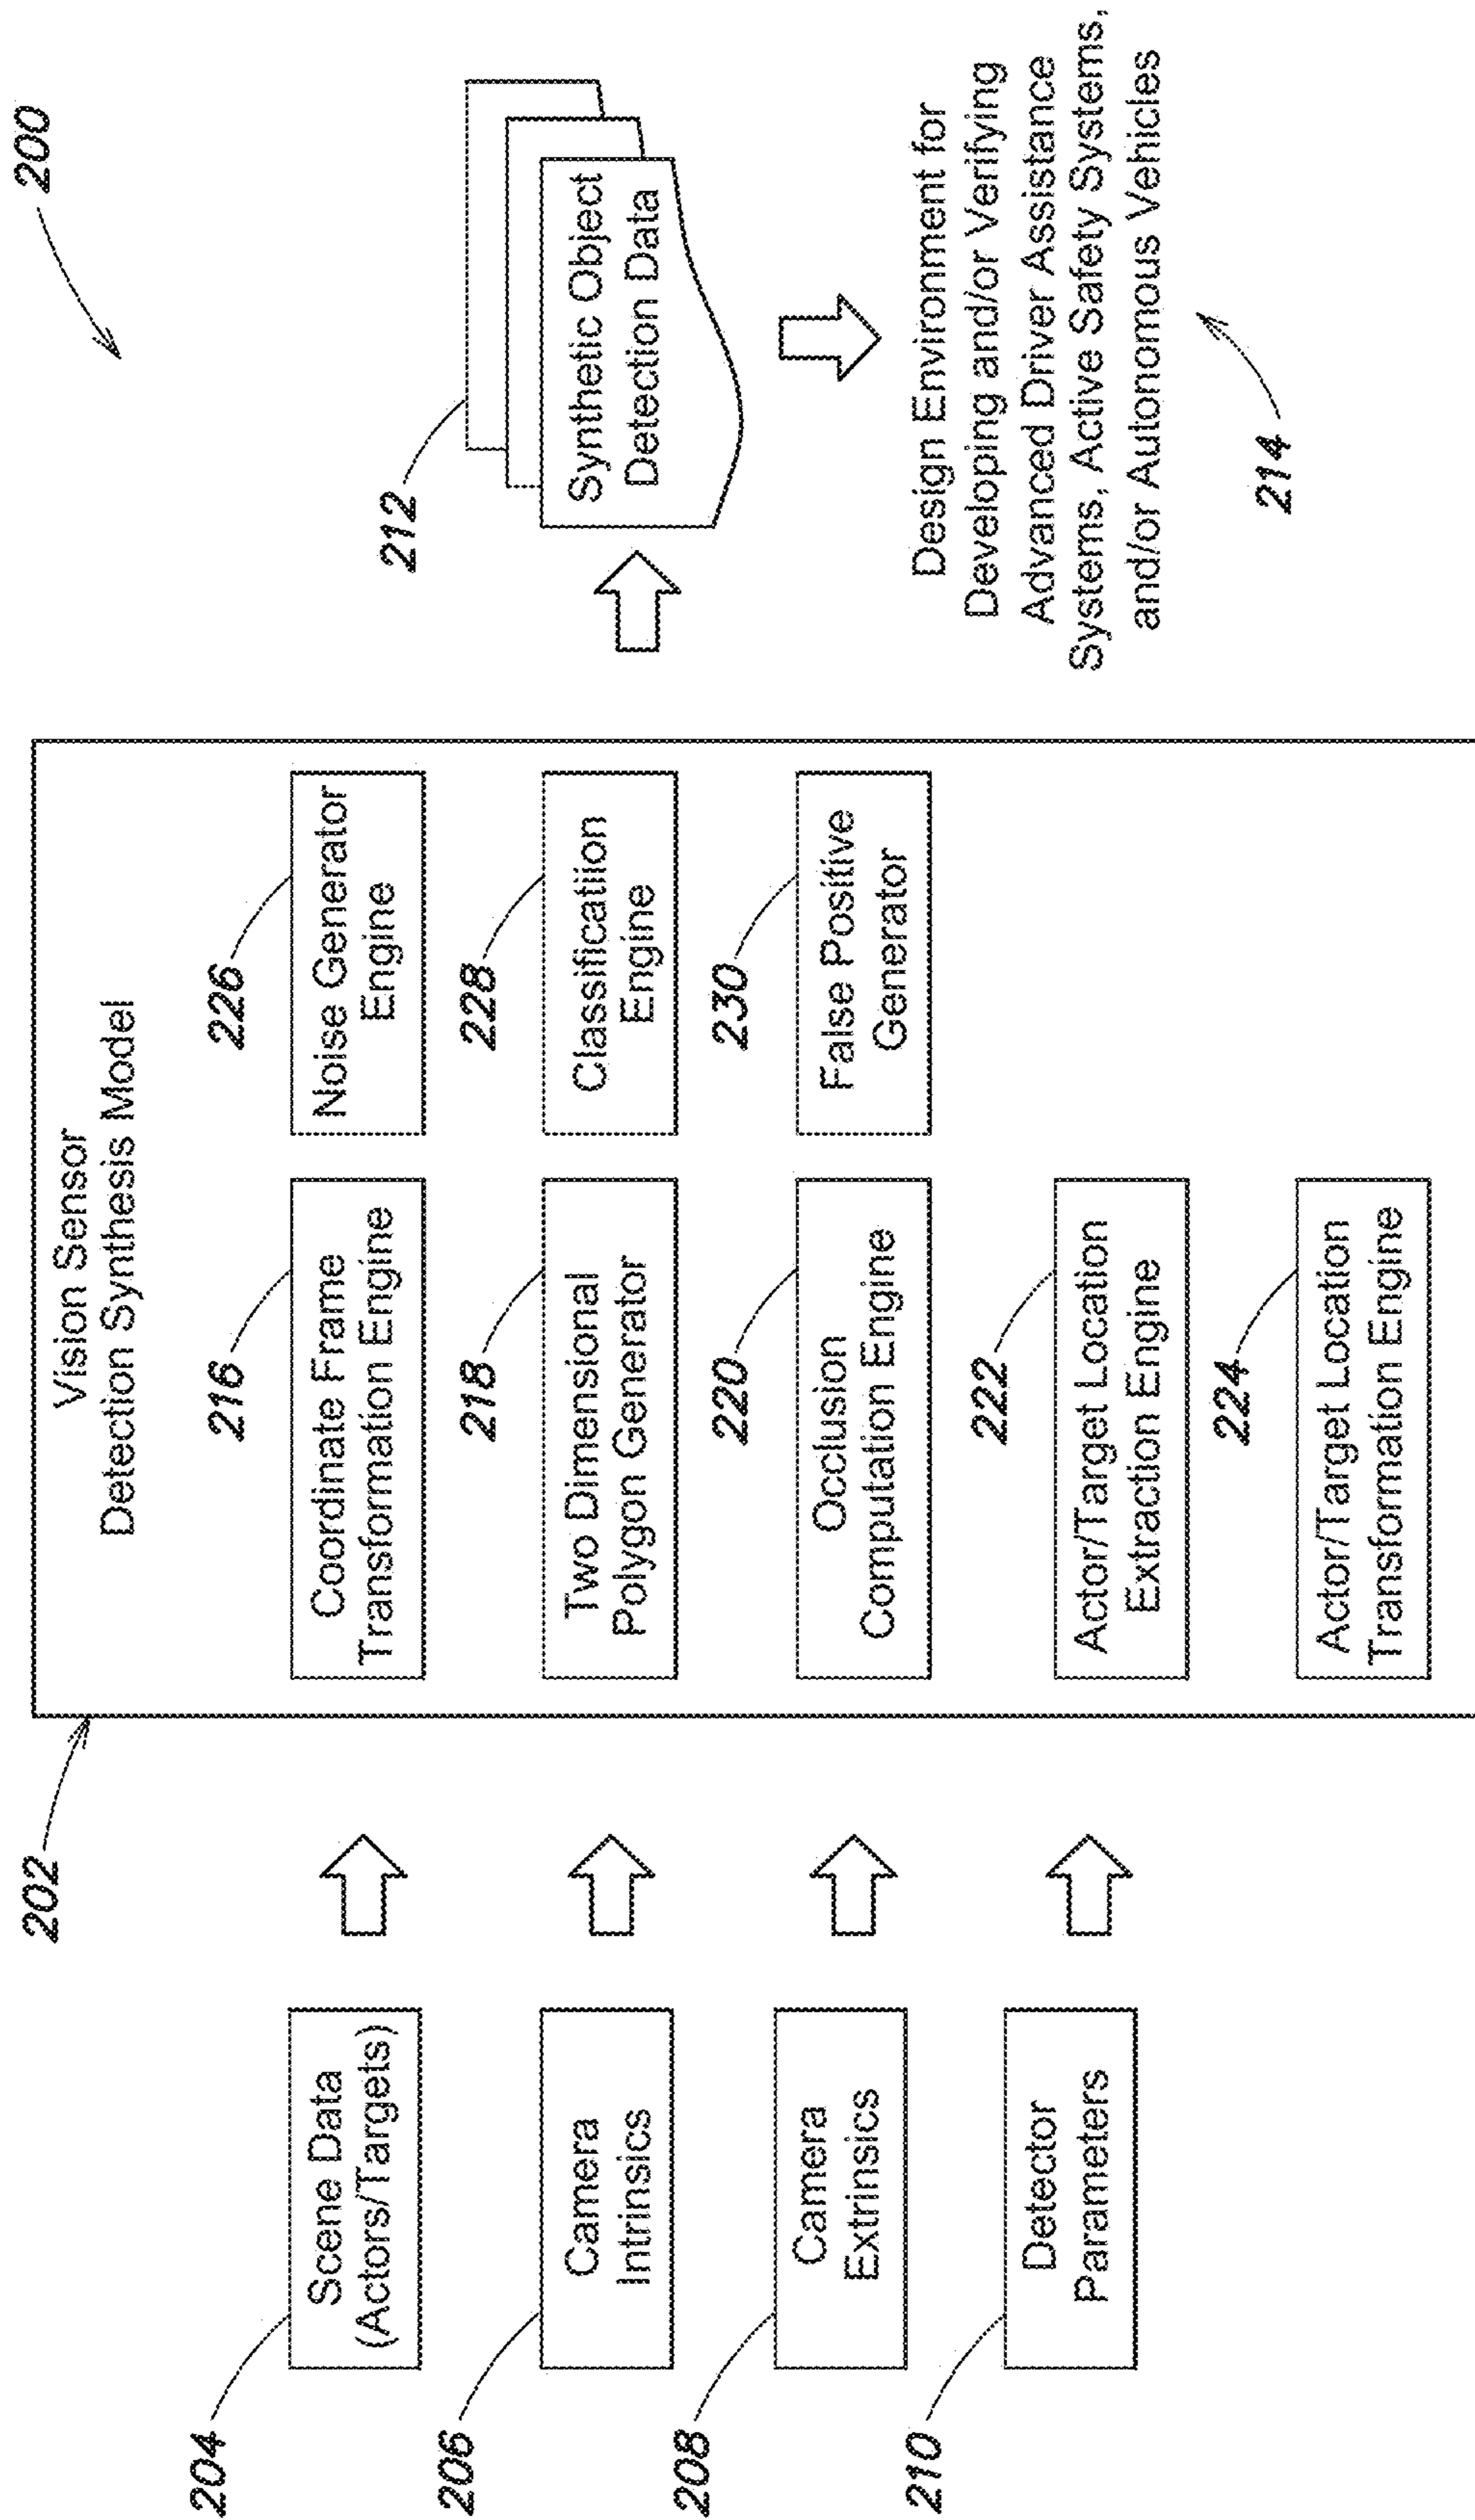 200
202
Vision Sensor
Detection Synthesis Model
204
Scene Data
(Actors/Targets)
206
Camera
Intrinsics
208
Camera
Extrinsics
210
Detector
Parameters
216
Coordinate Frame
Transformation Engine
218
Two Dimensional
Polygon Generator
220
Occlusion
Computation Engine
222
Actor/Target Location
Extraction Engine
224
Actor/Target Location
Transformation Engine
226
Noise Generator
Engine
228
Classificatiion
Engine
230
False Positive
Generator
212
Synthetic Object
Detection Data
Design Environment for
Developing and/or Verifying
Advanced Driver Assistance
Systems, Active Safety Systems,
and/or Autonomous Vehicles
214